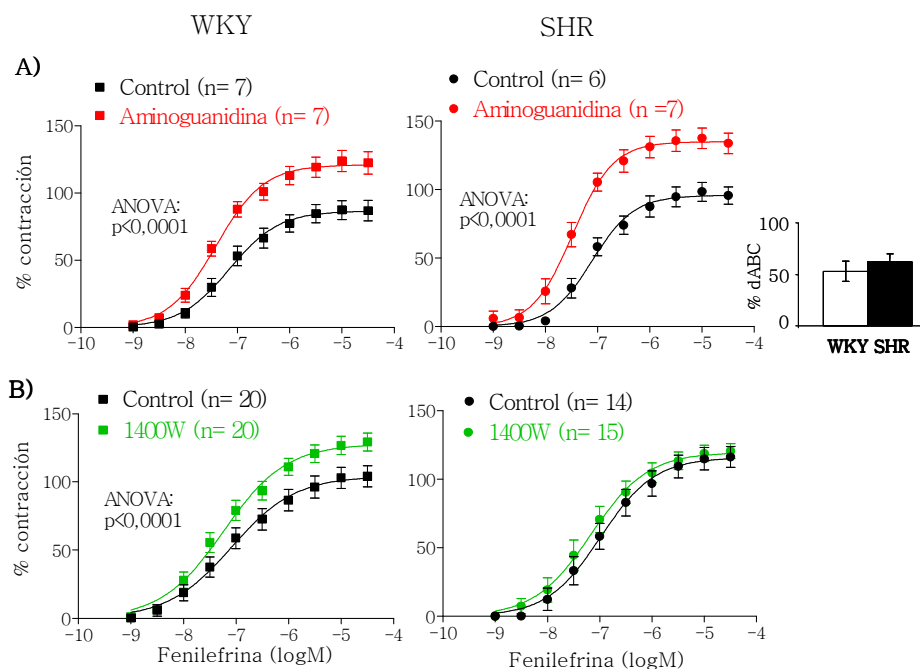 WKY
SHR
A)
Control (n= 7)
Aminoguanidina (n= 7)
Control (n= 6)
Aminoguanidina (n =7)
% contracción
150
100
50
0
ANOVA:
p<0,0001
-10 -9 -8 -7 -6 -5 -4
150
100
50
0
ANOVA:
p<0,0001
-10 -9 -8 -7 -6 -5 -4
% dABC
100
50
0
WKY SHR
B)
Control (n= 20)
1400W (n= 20)
Control (n= 14)
1400W (n= 15)
% contracción
150
100
50
0
ANOVA:
p<0,0001
-10 -9 -8 -7 -6 -5 -4
Fenilefrina (logM)
150
100
50
0
-10 -9 -8 -7 -6 -5 -4
Fenilefrina (logM)